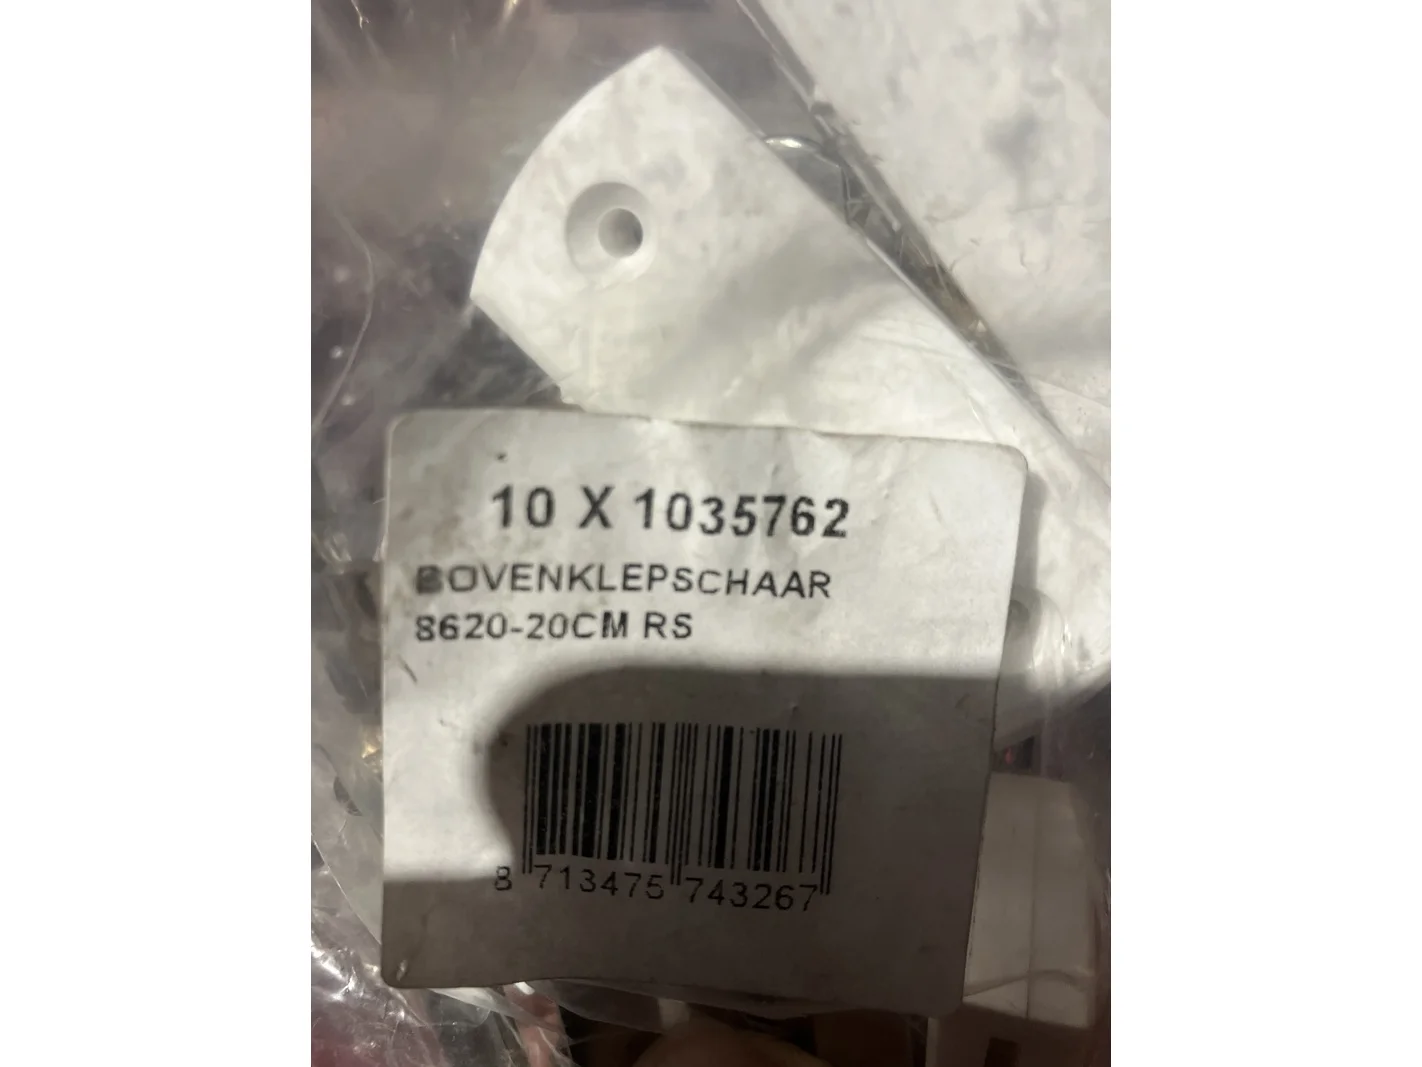 10 X 1035762
BOVENKLEPSCHAAR
8620-20CM RS
8 713475 743267